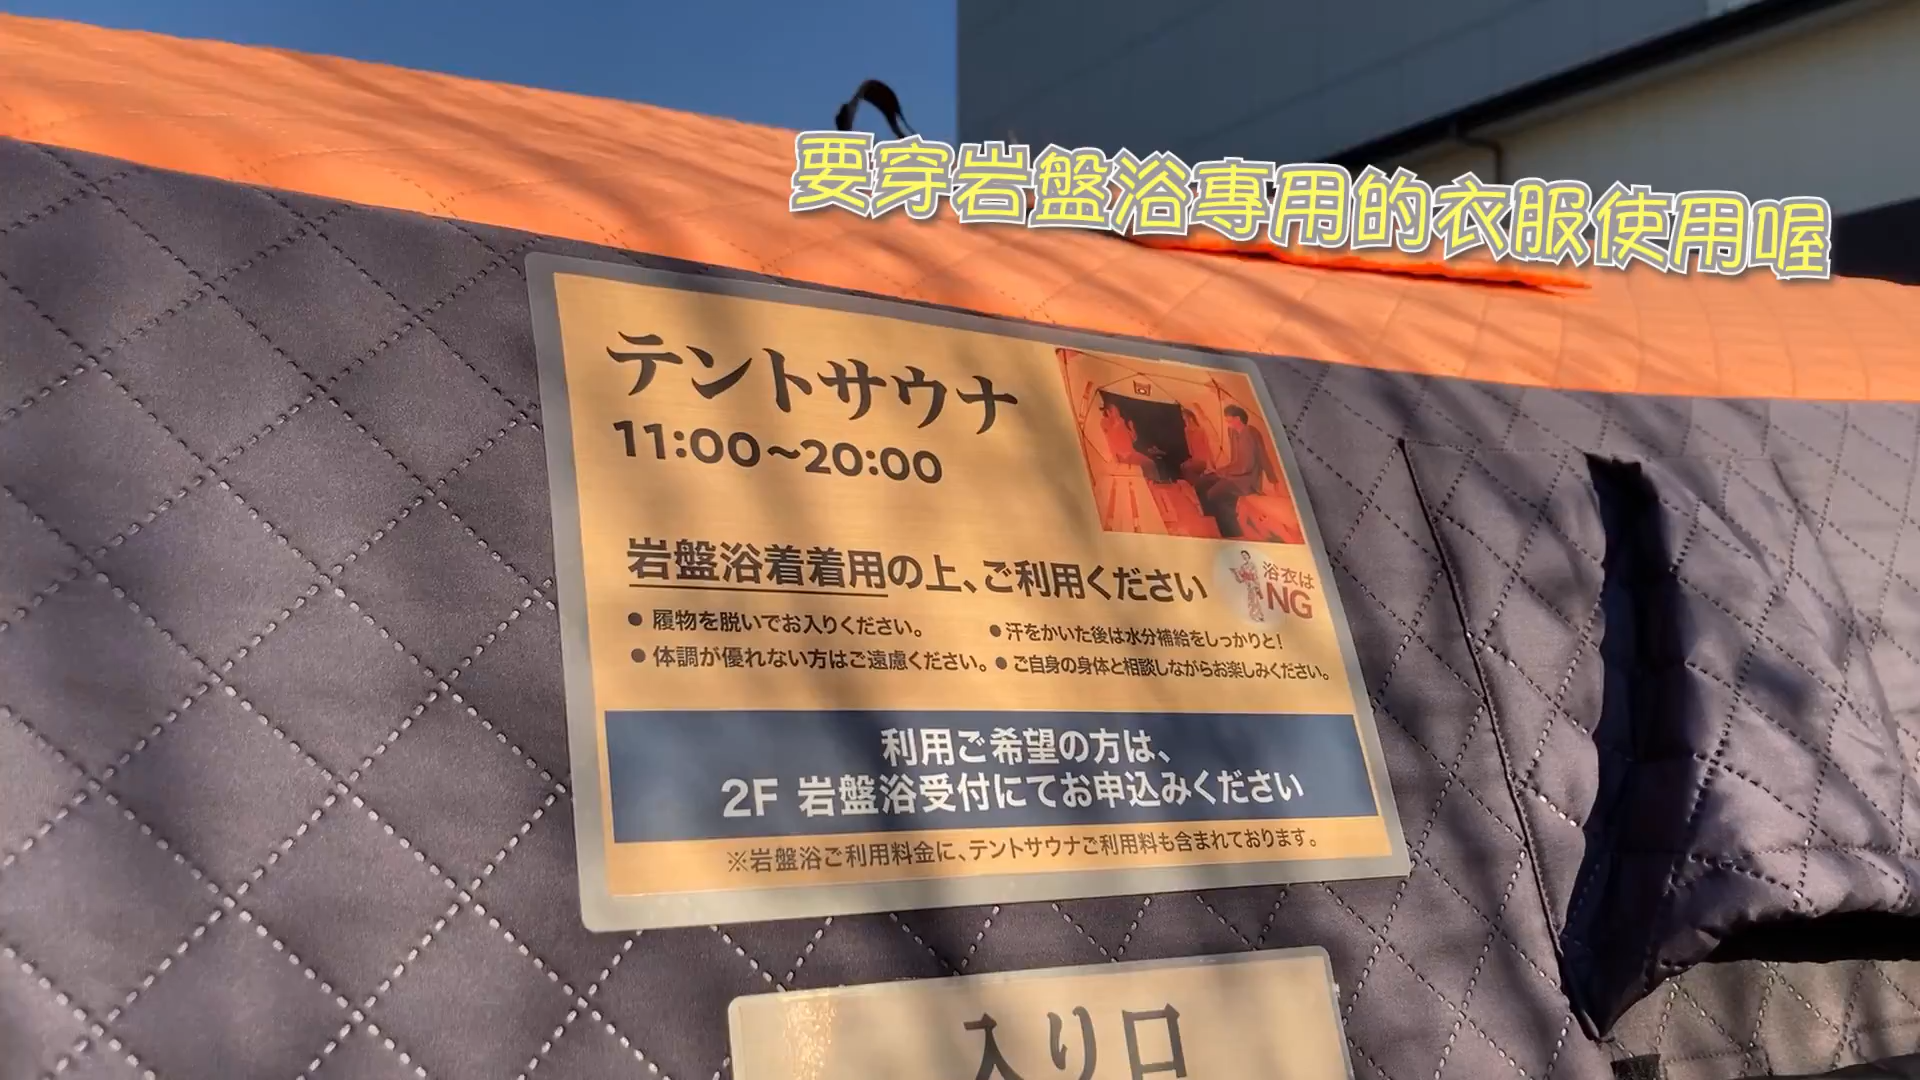 要穿岩盤浴專用的衣服使用喔
テントサウナ
11:00~20:00
岩盤浴着着用の上、ご利用ください
浴衣は
NG
● 履物を脱いでお入りください。
● 汗をかいた後は水分補給をしっかりと!
● 体調が優れない方はご遠慮ください。
● ご自身の身体と相談しながらお楽しみください。
利用ご希望の方は、
2F 岩盤浴受付にてお申込みください
※岩盤浴ご利用料金に、テントサウナご利用料も含まれております。
入り口